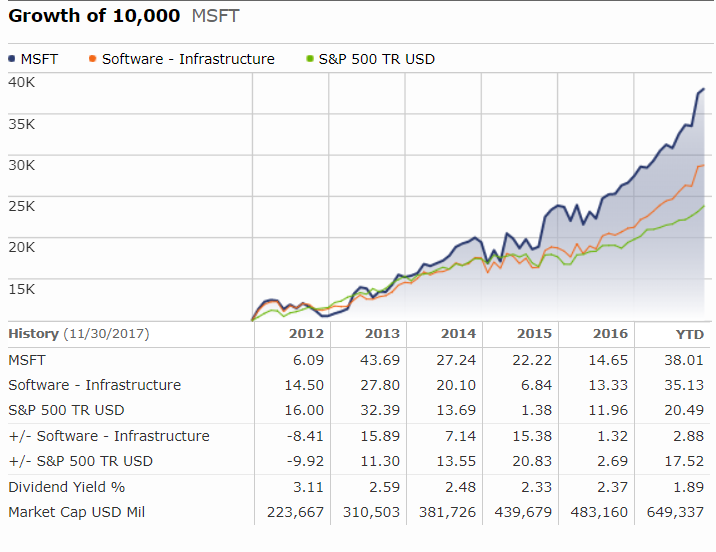 Growth of 10,000 MSFT
MSFT Software - Infrastructure S&P 500 TR USD
40K
35K
30K
25K
20K
15K
History (11/30/2017) 2012 2013 2014 2015 2016 YTD
MSFT 6.09 43.69 27.24 22.22 14.65 38.01
Software - Infrastructure 14.50 27.80 20.10 6.84 13.33 35.13
S&P 500 TR USD 16.00 32.39 13.69 1.38 11.96 20.49
+/- Software - Infrastructure -8.41 15.89 7.14 15.38 1.32 2.88
+/- S&P 500 TR USD -9.92 11.30 13.55 20.83 2.69 17.52
Dividend Yield % 3.11 2.59 2.48 2.33 2.37 1.89
Market Cap USD Mil 223,667 310,503 381,726 439,679 483,160 649,337